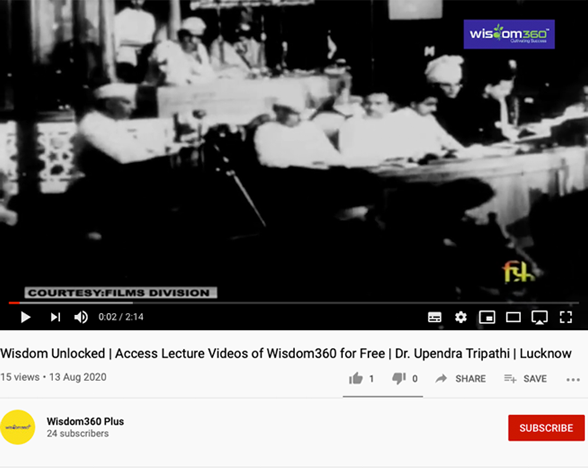 wisdom360
Cultivating Success
COURTESY:FILMS DIVISION
0:02 / 2:14
Wisdom Unlocked | Access Lecture Videos of Wisdom360 for Free | Dr. Upendra Tripathi | Lucknow
15 views • 13 Aug 2020
1
0
SHARE
SAVE
wisdom360
Wisdom360 Plus
24 subscribers
SUBSCRIBE